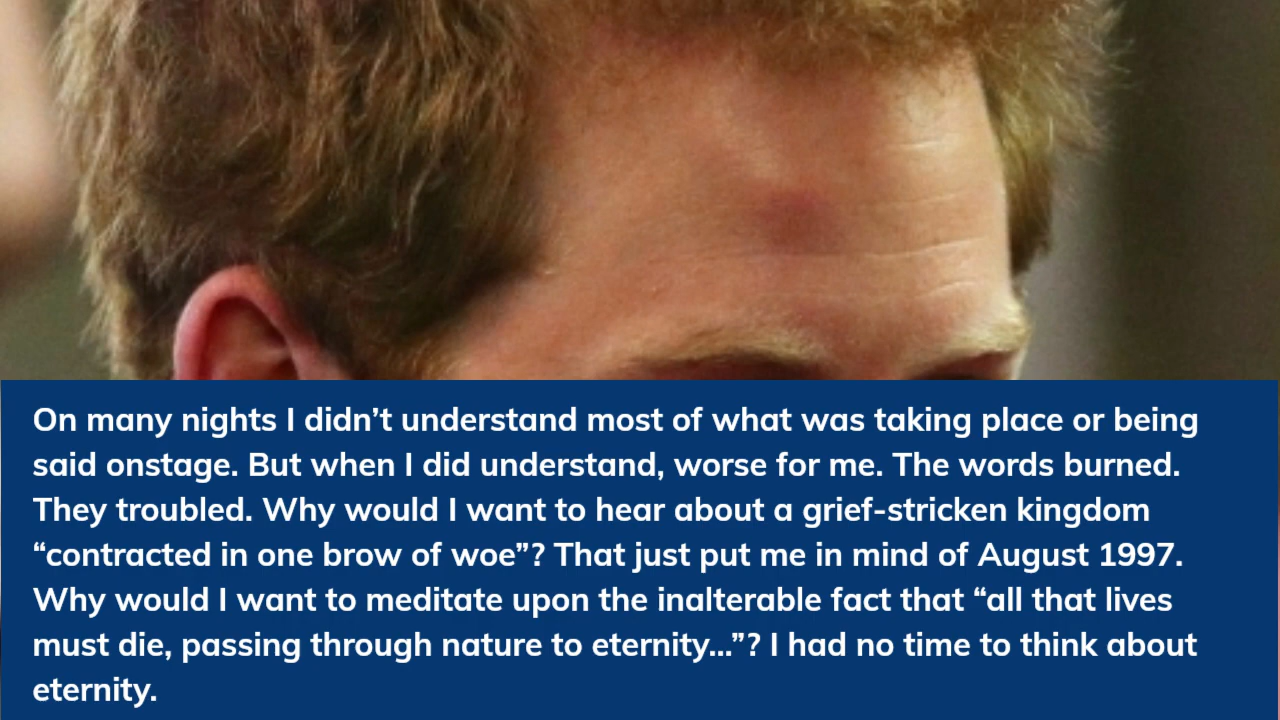 On many nights I didn’t understand most of what was taking place or being
said onstage. But when I did understand, worse for me. The words burned.
They troubled. Why would I want to hear about a grief-stricken kingdom
“contracted in one brow of woe”? That just put me in mind of August 1997.
Why would I want to meditate upon the inalterable fact that “all that lives
must die, passing through nature to eternity...”? I had no time to think about
eternity.